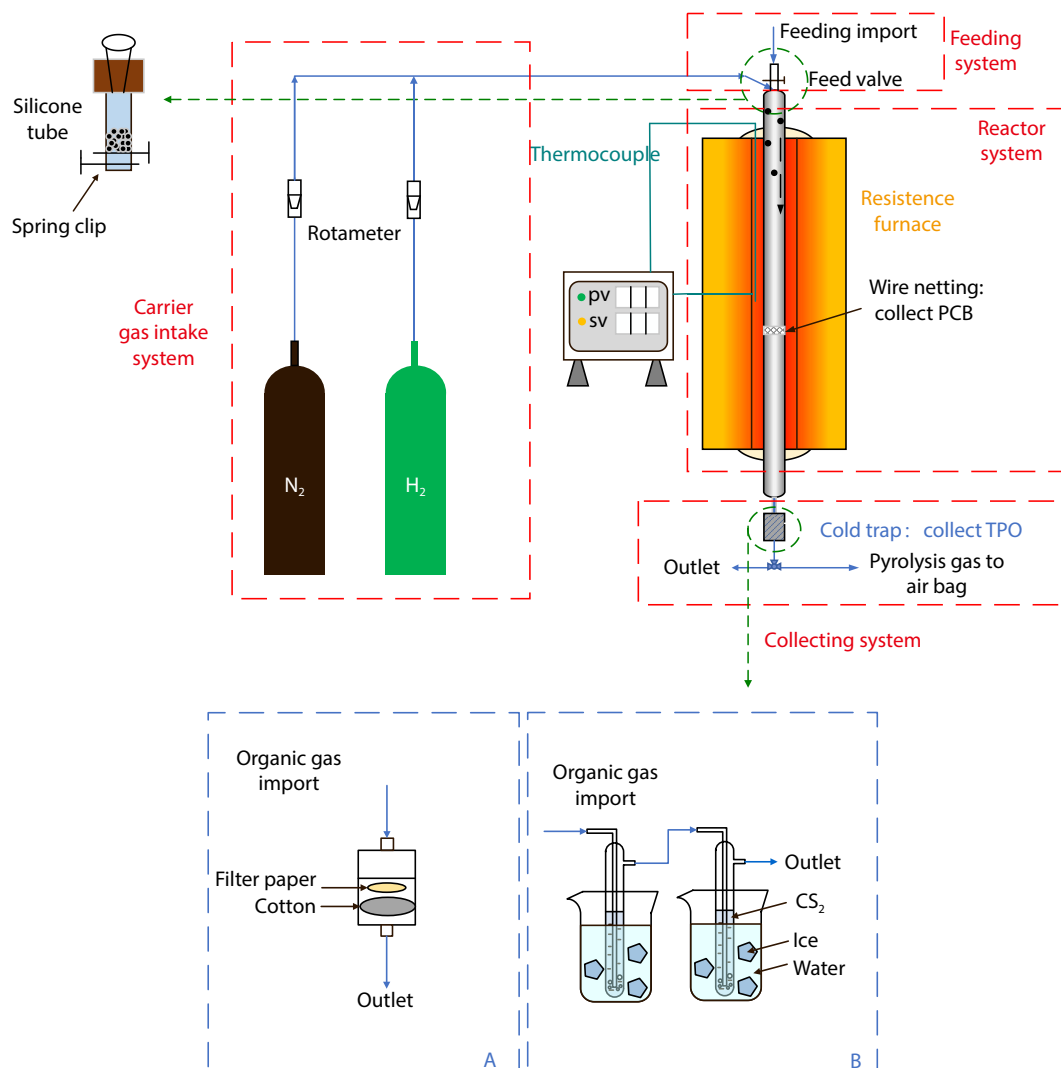 Feeding import
Feed valve
Feeding
system
Silicone
tube
Spring clip
Thermocouple
Reactor
system
Resistence
furnace
Rotameter
Carrier
gas intake
system
pv
sv
Wire netting:
collect PCB
N₂
H₂
Cold trap: collect TPO
Outlet
Pyrolysis gas to
air bag
Collecting system
Organic gas
import
Filter paper
Cotton
Outlet
A
Organic gas
import
Outlet
CS₂
Ice
Water
B